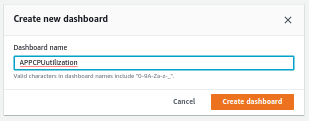 Create new dashboard
Dashboard name
APPCPUutilization
Valid characters in dashboard names include "0-9A-Za-z-_".
Cancel
Create dashboard